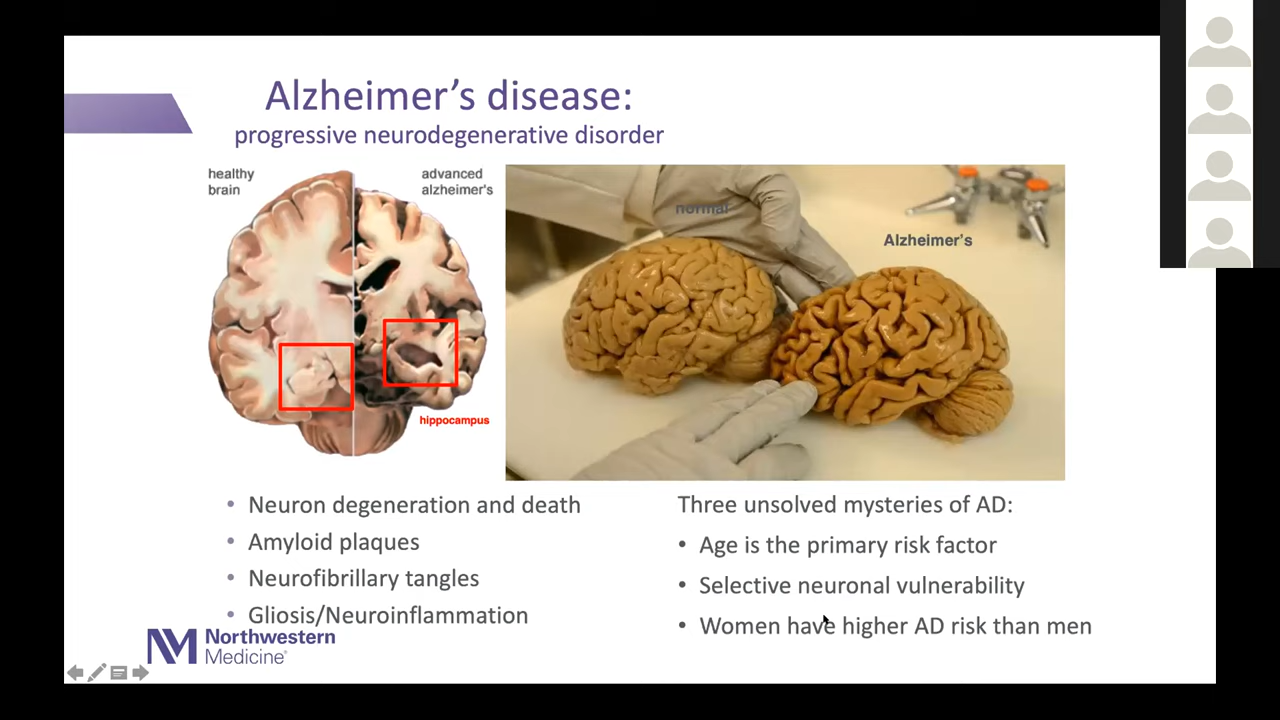 Alzheimer's disease:
progressive neurodegenerative disorder
healthy
brain
advanced
alzheimer's
hippocampus
normal
Alzheimer's
• Neuron degeneration and death
• Amyloid plaques
• Neurofibrillary tangles
• Gliosis/Neuroinflammation
Three unsolved mysteries of AD:
• Age is the primary risk factor
• Selective neuronal vulnerability
• Women have higher AD risk than men
NM Northwestern
Medicine®